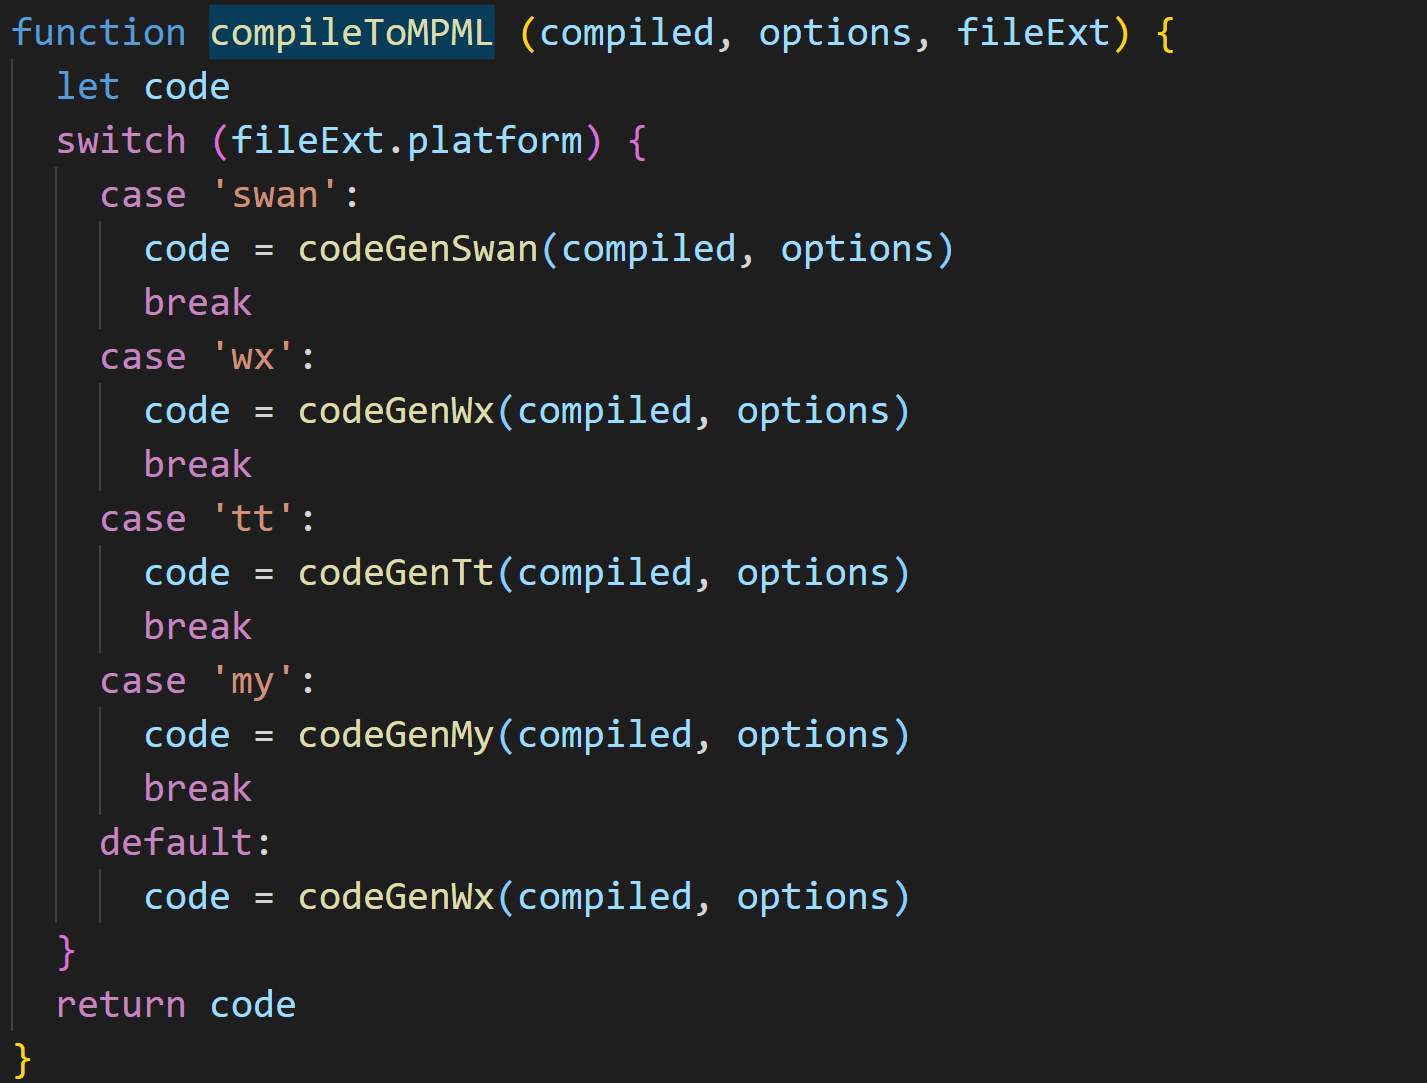 function compileToMPML (compiled, options, fileExt) {
  let code
  switch (fileExt.platform) {
    case 'swan':
      code = codeGenSwan(compiled, options)
      break
    case 'wx':
      code = codeGenWx(compiled, options)
      break
    case 'tt':
      code = codeGenTt(compiled, options)
      break
    case 'my':
      code = codeGenMy(compiled, options)
      break
    default:
      code = codeGenWx(compiled, options)
  }
  return code
}